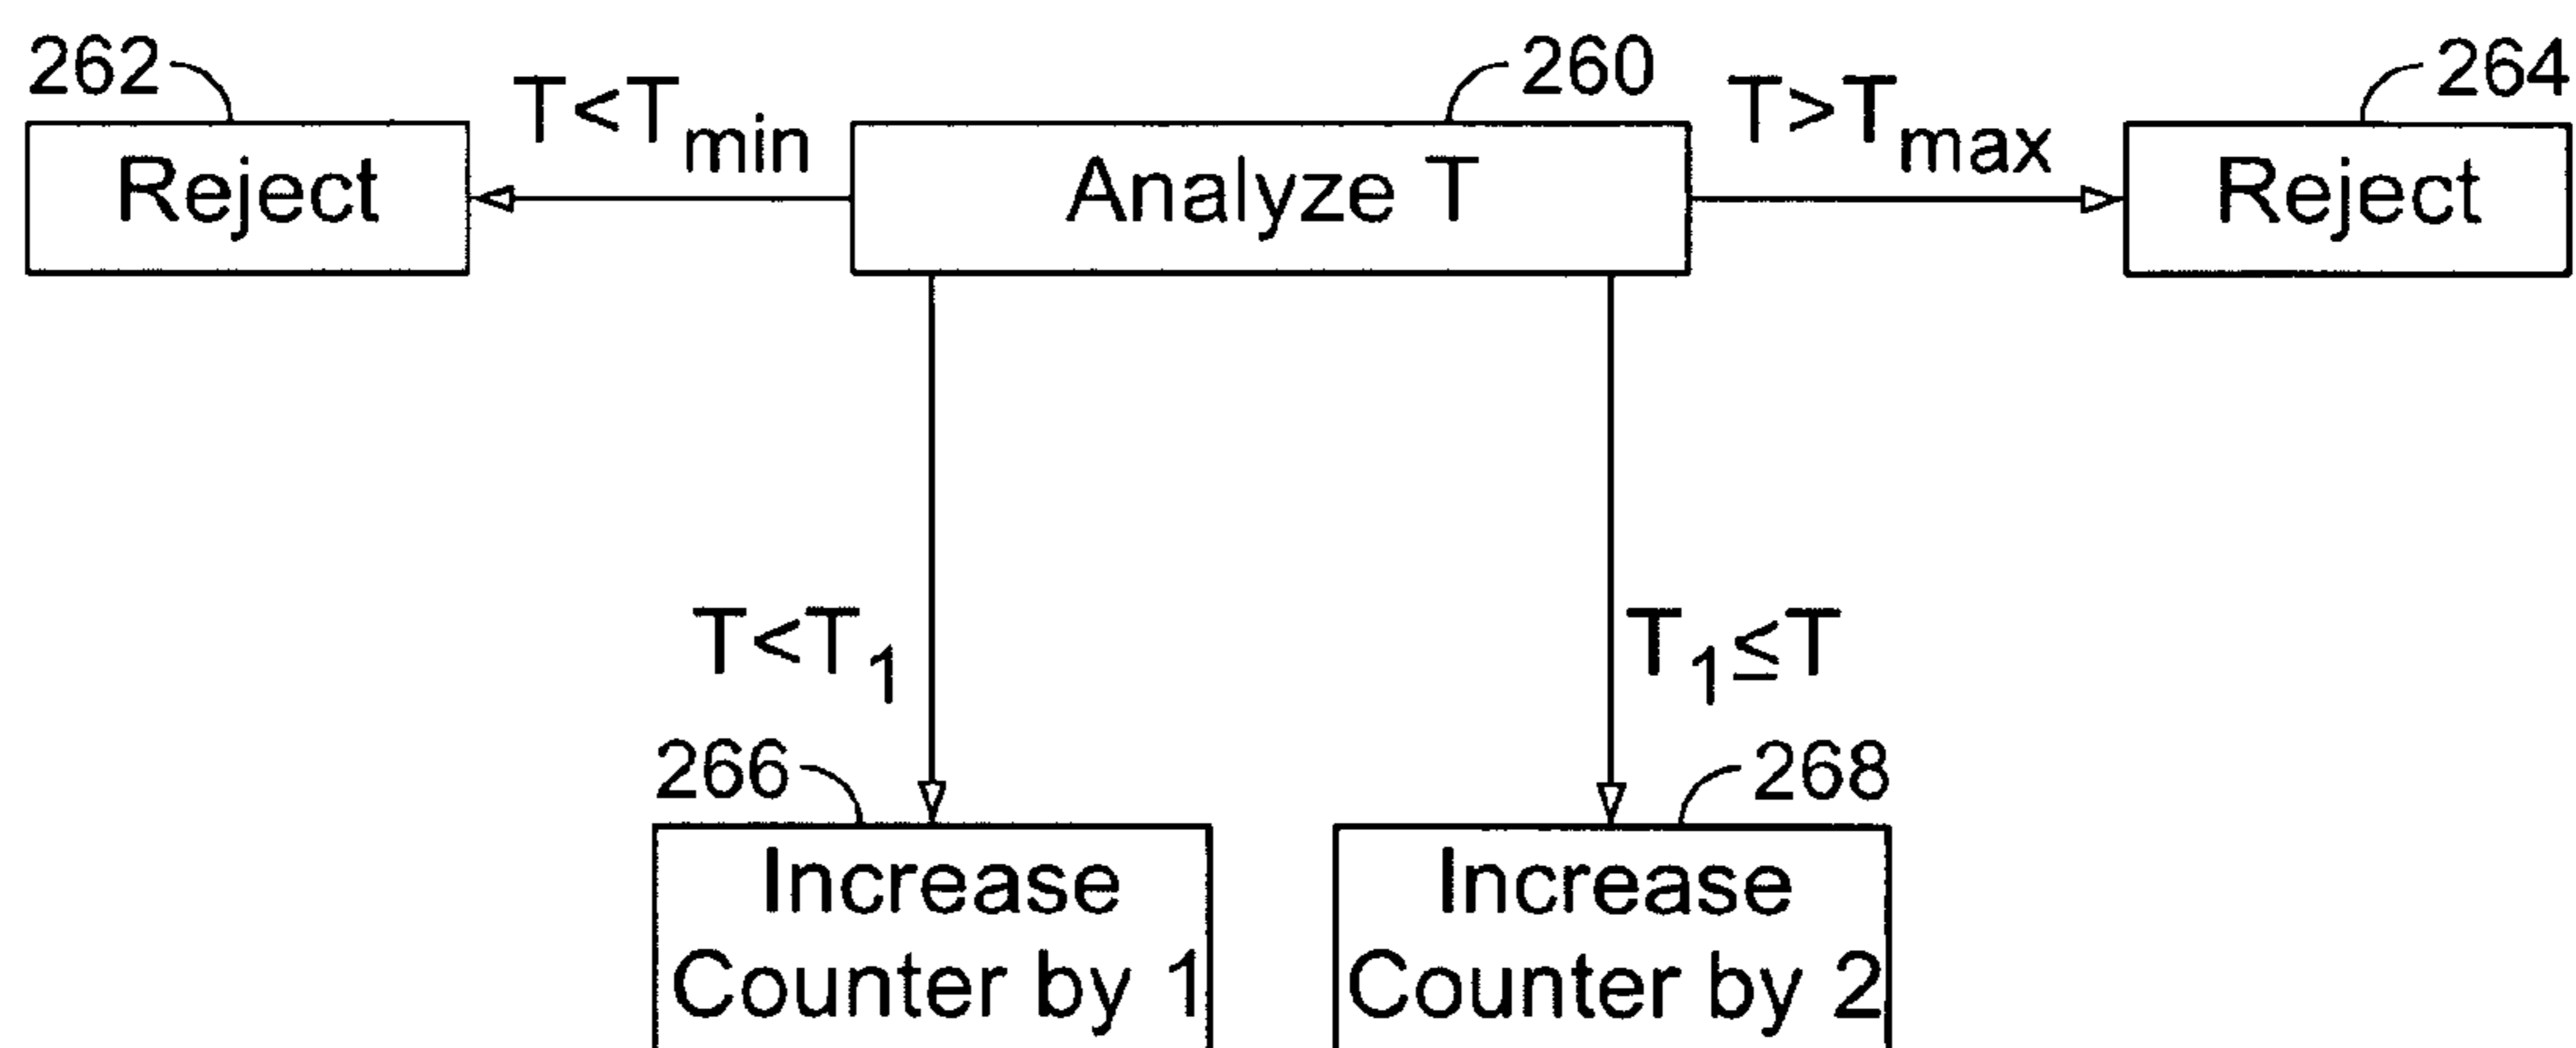 262
T<Tmin
260
T>Tmax
264
Reject
Analyze T
Reject
T<T1
T1≤T
266
268
Increase
Counter by 1
Increase
Counter by 2